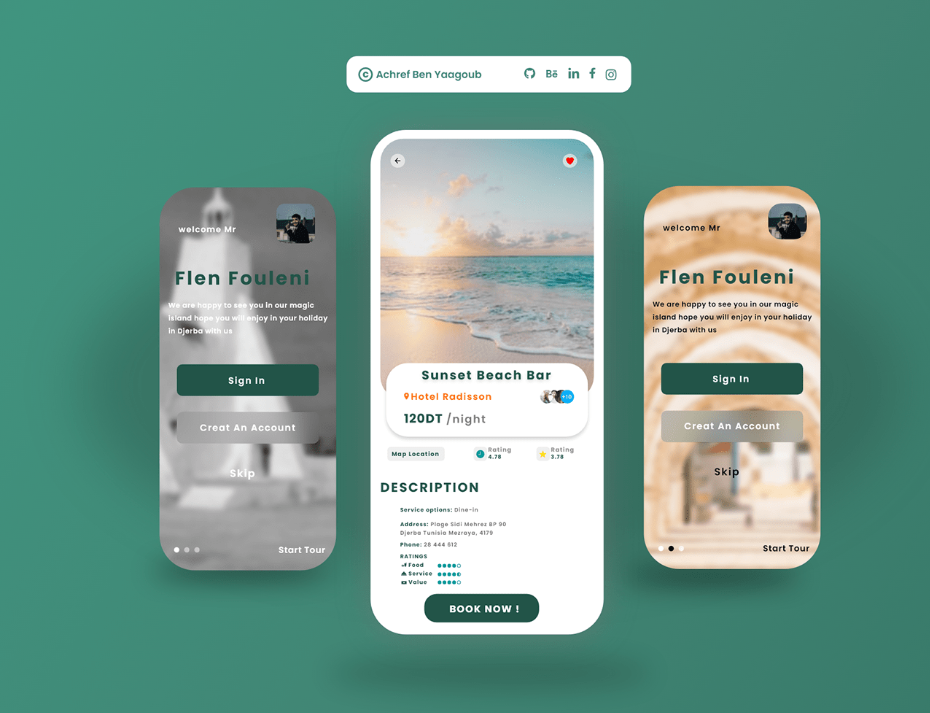 © Achref Ben Yaagoub
Bē in f
welcome Mr
Flen Fouleni
We are happy to see you in our magic
island hope you will enjoy in your holiday
in Djerba with us
Sign In
Creat An Account
Skip
Start Tour
Sunset Beach Bar
Hotel Radisson
+10
120DT /night
Map Location
Rating
4.78
Rating
3.78
DESCRIPTION
Service options: Dine-in
Address: Plage Sidi Mehrez BP 90
Djerba Tunisia Mezraya, 4179
Phone: 28 444 612
RATINGS
Food
Service
Value
BOOK NOW !
welcome Mr
Flen Fouleni
We are happy to see you in our magic
island hope you will enjoy in your holiday
in Djerba with us
Sign In
Creat An Account
Skip
Start Tour